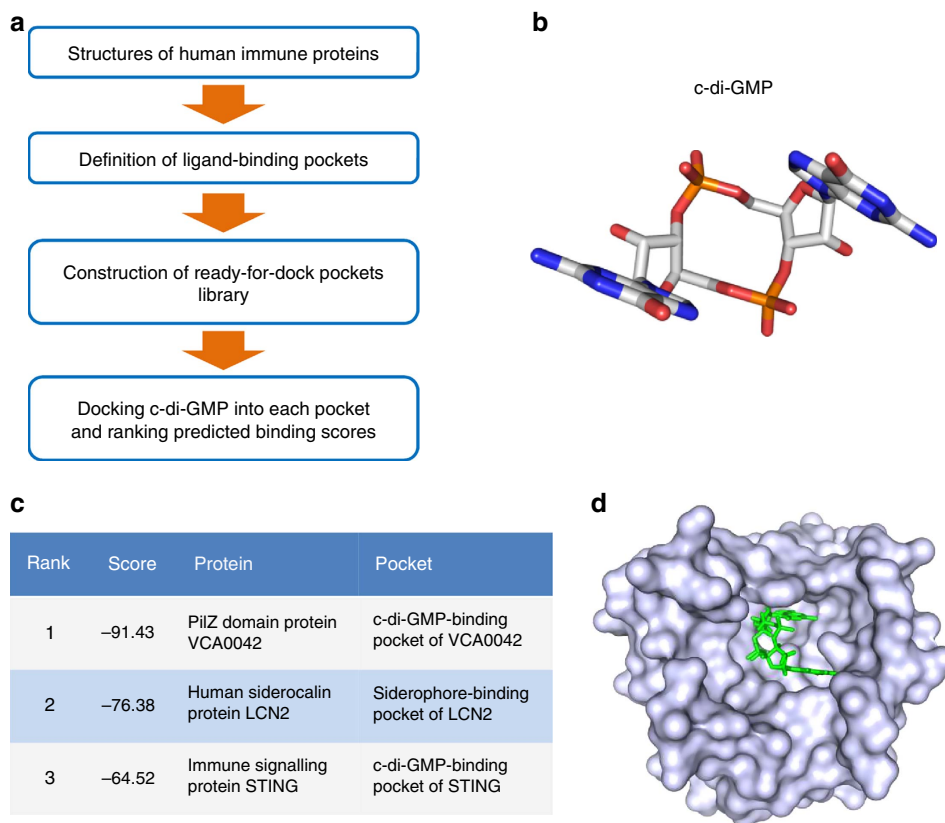 a
Structures of human immune proteins
Definition of ligand-binding pockets
Construction of ready-for-dock pockets
library
Docking c-di-GMP into each pocket
and ranking predicted binding scores
b
c-di-GMP
c
Rank Score Protein Pocket
1 –91.43 PilZ domain protein VCA0042 c-di-GMP-binding pocket of VCA0042
2 –76.38 Human siderocalin protein LCN2 Siderophore-binding pocket of LCN2
3 –64.52 Immune signalling protein STING c-di-GMP-binding pocket of STING
d